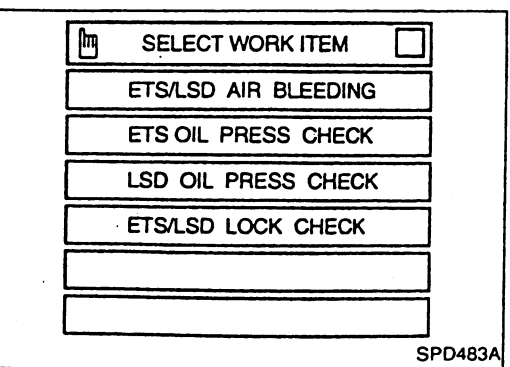 SELECT WORK ITEM
ETS/LSD AIR BLEEDING
ETS OIL PRESS CHECK
LSD OIL PRESS CHECK
ETS/LSD LOCK CHECK
SPD483A